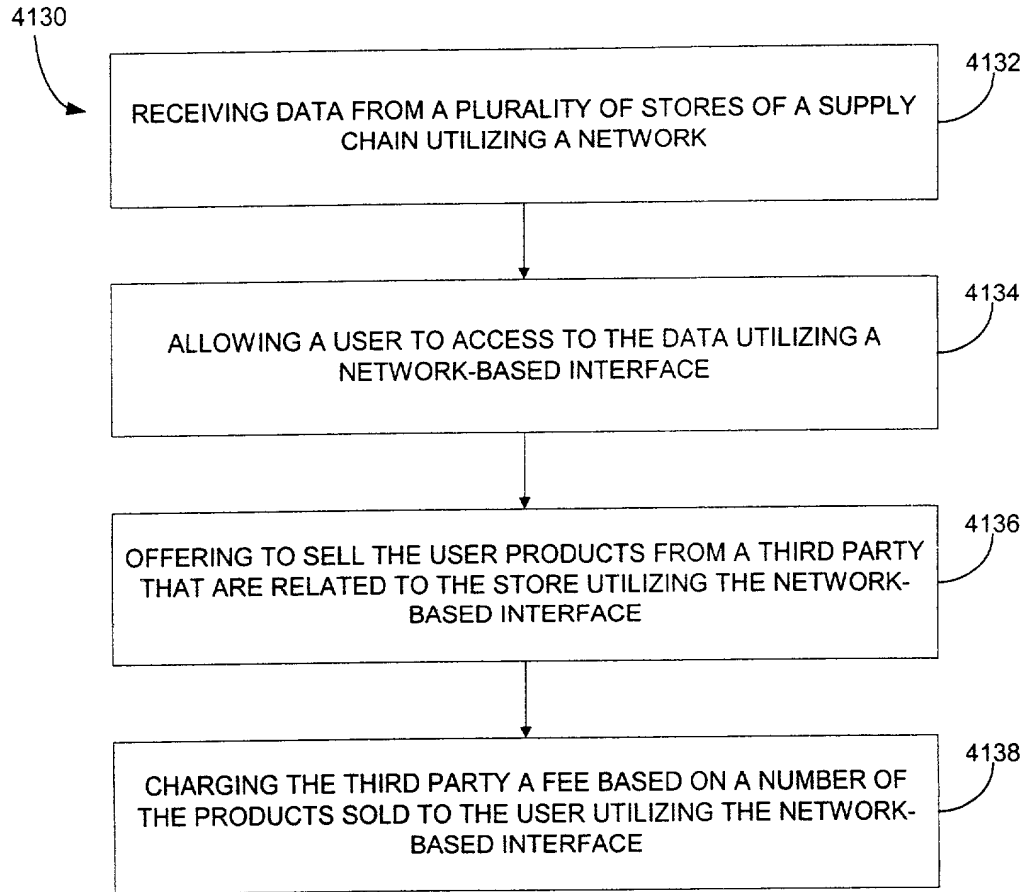 4130
4132
RECEIVING DATA FROM A PLURALITY OF STORES OF A SUPPLY
CHAIN UTILIZING A NETWORK
4134
ALLOWING A USER TO ACCESS TO THE DATA UTILIZING A
NETWORK-BASED INTERFACE
4136
OFFERING TO SELL THE USER PRODUCTS FROM A THIRD PARTY
THAT ARE RELATED TO THE STORE UTILIZING THE NETWORK-
BASED INTERFACE
4138
CHARGING THE THIRD PARTY A FEE BASED ON A NUMBER OF
THE PRODUCTS SOLD TO THE USER UTILIZING THE NETWORK-
BASED INTERFACE